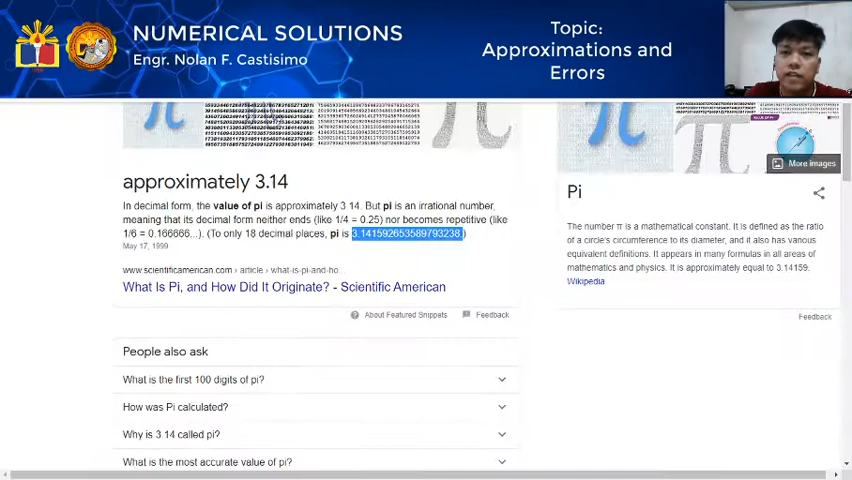 NUMERICAL SOLUTIONS
Engr. Nolan F. Castisimo
Topic:
Approximations and
Errors
VALUE OF PI
More images
approximately 3.14
In decimal form, the value of pi is approximately 3.14. But pi is an irrational number,
meaning that its decimal form neither ends (like 1/4 = 0.25) nor becomes repetitive (like
1/6 = 0.166666...). (To only 18 decimal places, pi is 3.141592653589793238.)
May 17, 1999
www.scientificamerican.com › article › what-is-pi-and-ho...
What Is Pi, and How Did It Originate? - Scientific American
About Featured Snippets
Feedback
People also ask
What is the first 100 digits of pi?
How was Pi calculated?
Why is 3.14 called pi?
What is the most accurate value of pi?
Pi
The number π is a mathematical constant. It is defined as the ratio
of a circle's circumference to its diameter, and it also has various
equivalent definitions. It appears in many formulas in all areas of
mathematics and physics. It is approximately equal to 3.14159.
Wikipedia
Feedback